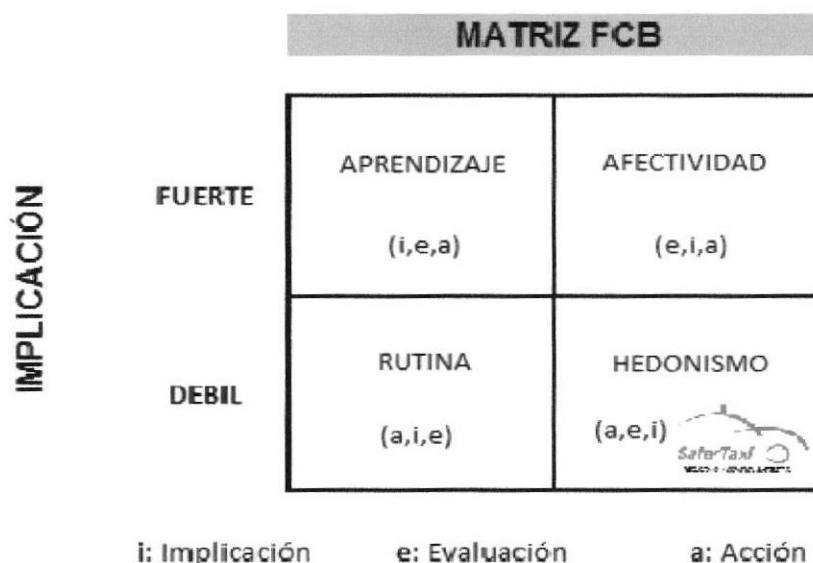 MATRIZ FCB
IMPLICACIÓN
FUERTE
APRENDIZAJE
AFECTIVIDAD
(i,e,a)
(e,i,a)
DEBIL
RUTINA
HEDONISMO
(a,i,e)
(a,e,i)
SaferTaxi
i: Implicación e: Evaluación a: Acción